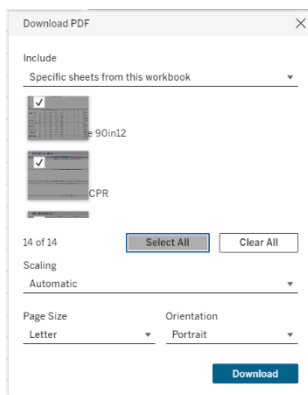 Download PDF
Include
Specific sheets from this workbook
e 90in12
CPR
14 of 14
Select All
Clear All
Scaling
Automatic
Page Size
Orientation
Letter
Portrait
Download